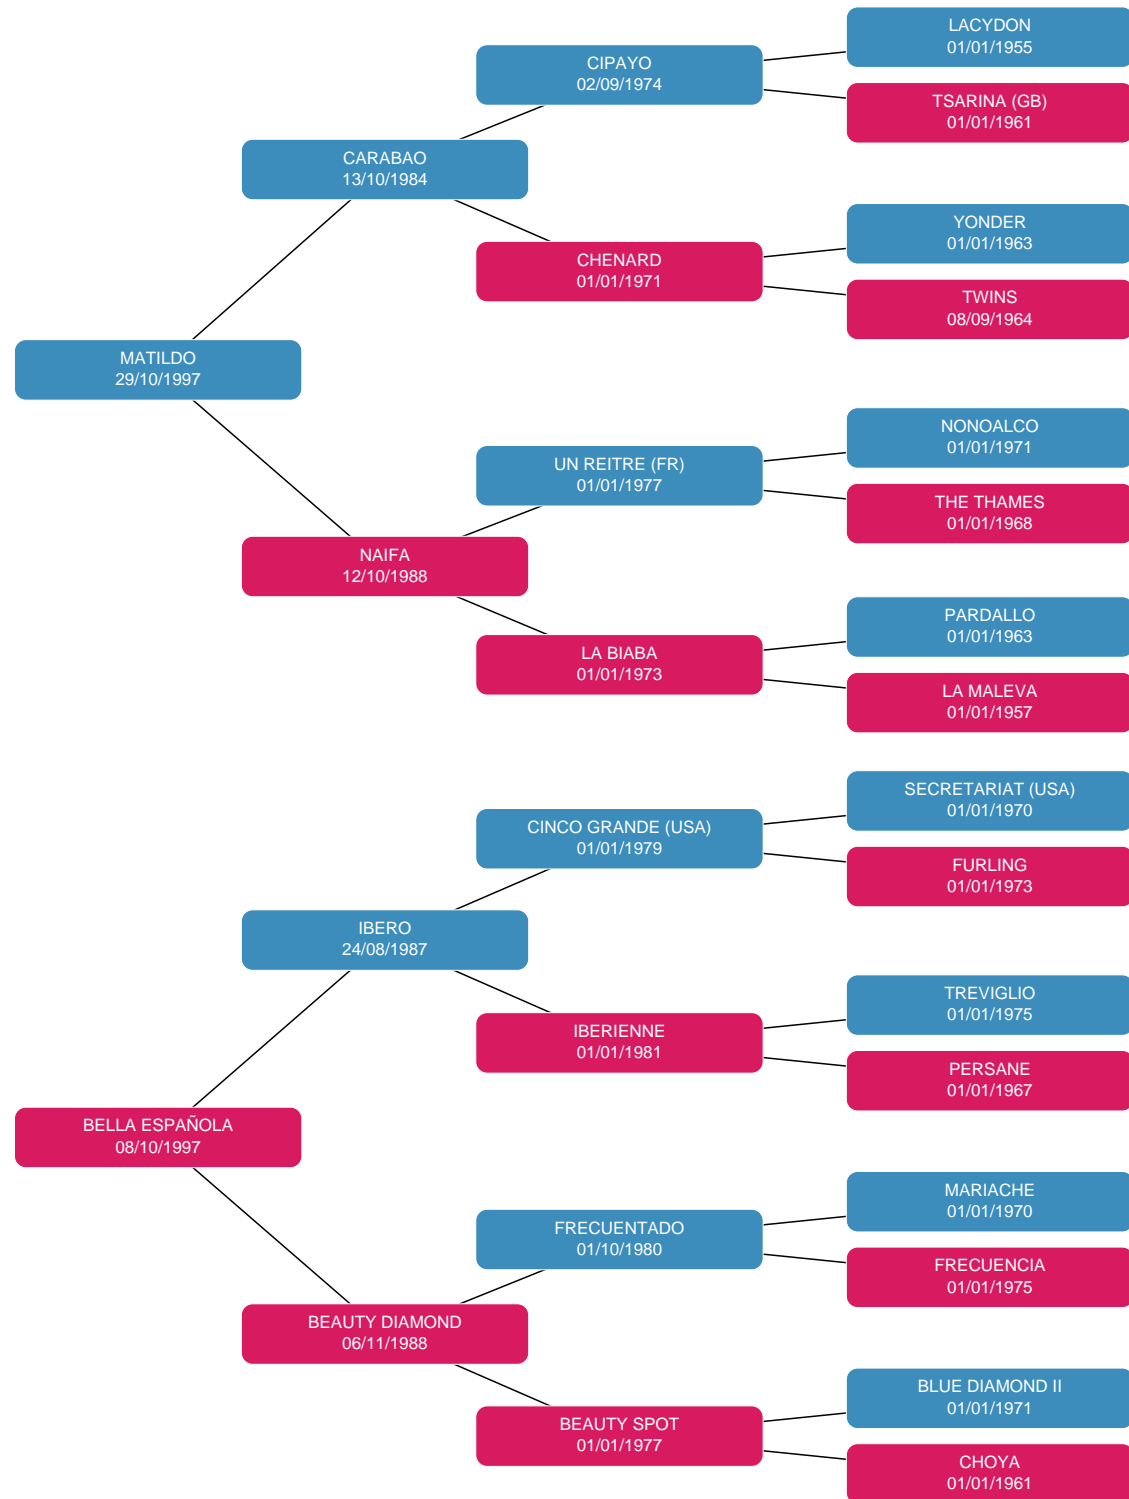 LACYDON
01/01/1955
CIPAYO
02/09/1974
TSARINA (GB)
01/01/1961
CARABAO
13/10/1984
YONDER
01/01/1963
CHENARD
01/01/1971
TWINS
08/09/1964
MATILDO
29/10/1997
NONOALCO
01/01/1971
UN REITRE (FR)
01/01/1977
THE THAMES
01/01/1968
NAIFA
12/10/1988
PARDALLO
01/01/1963
LA BIABA
01/01/1973
LA MALEVA
01/01/1957
SECRETARIAT (USA)
01/01/1970
CINCO GRANDE (USA)
01/01/1979
FURLING
01/01/1973
IBERO
24/08/1987
TREVIGLIO
01/01/1975
IBERIENNE
01/01/1981
PERSANE
01/01/1967
BELLA ESPAÑOLA
08/10/1997
MARIACHE
01/01/1970
FRECUENTADO
01/10/1980
FRECUENCIA
01/01/1975
BEAUTY DIAMOND
06/11/1988
BLUE DIAMOND II
01/01/1971
BEAUTY SPOT
01/01/1977
CHOYA
01/01/1961